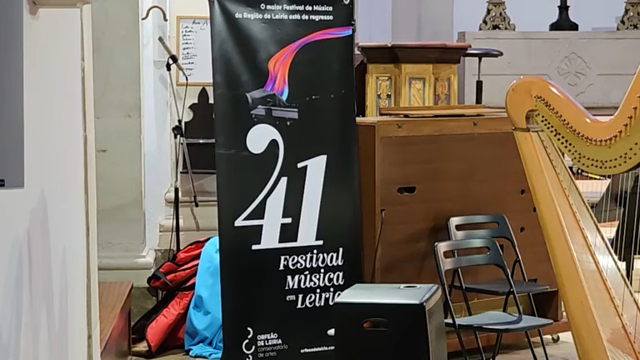 O maior Festival de Música
da Região de Leiria está de regresso
41
Festival
Música
em Leiria
ORFEÃO
DE LEIRIA
conservatório
de artes